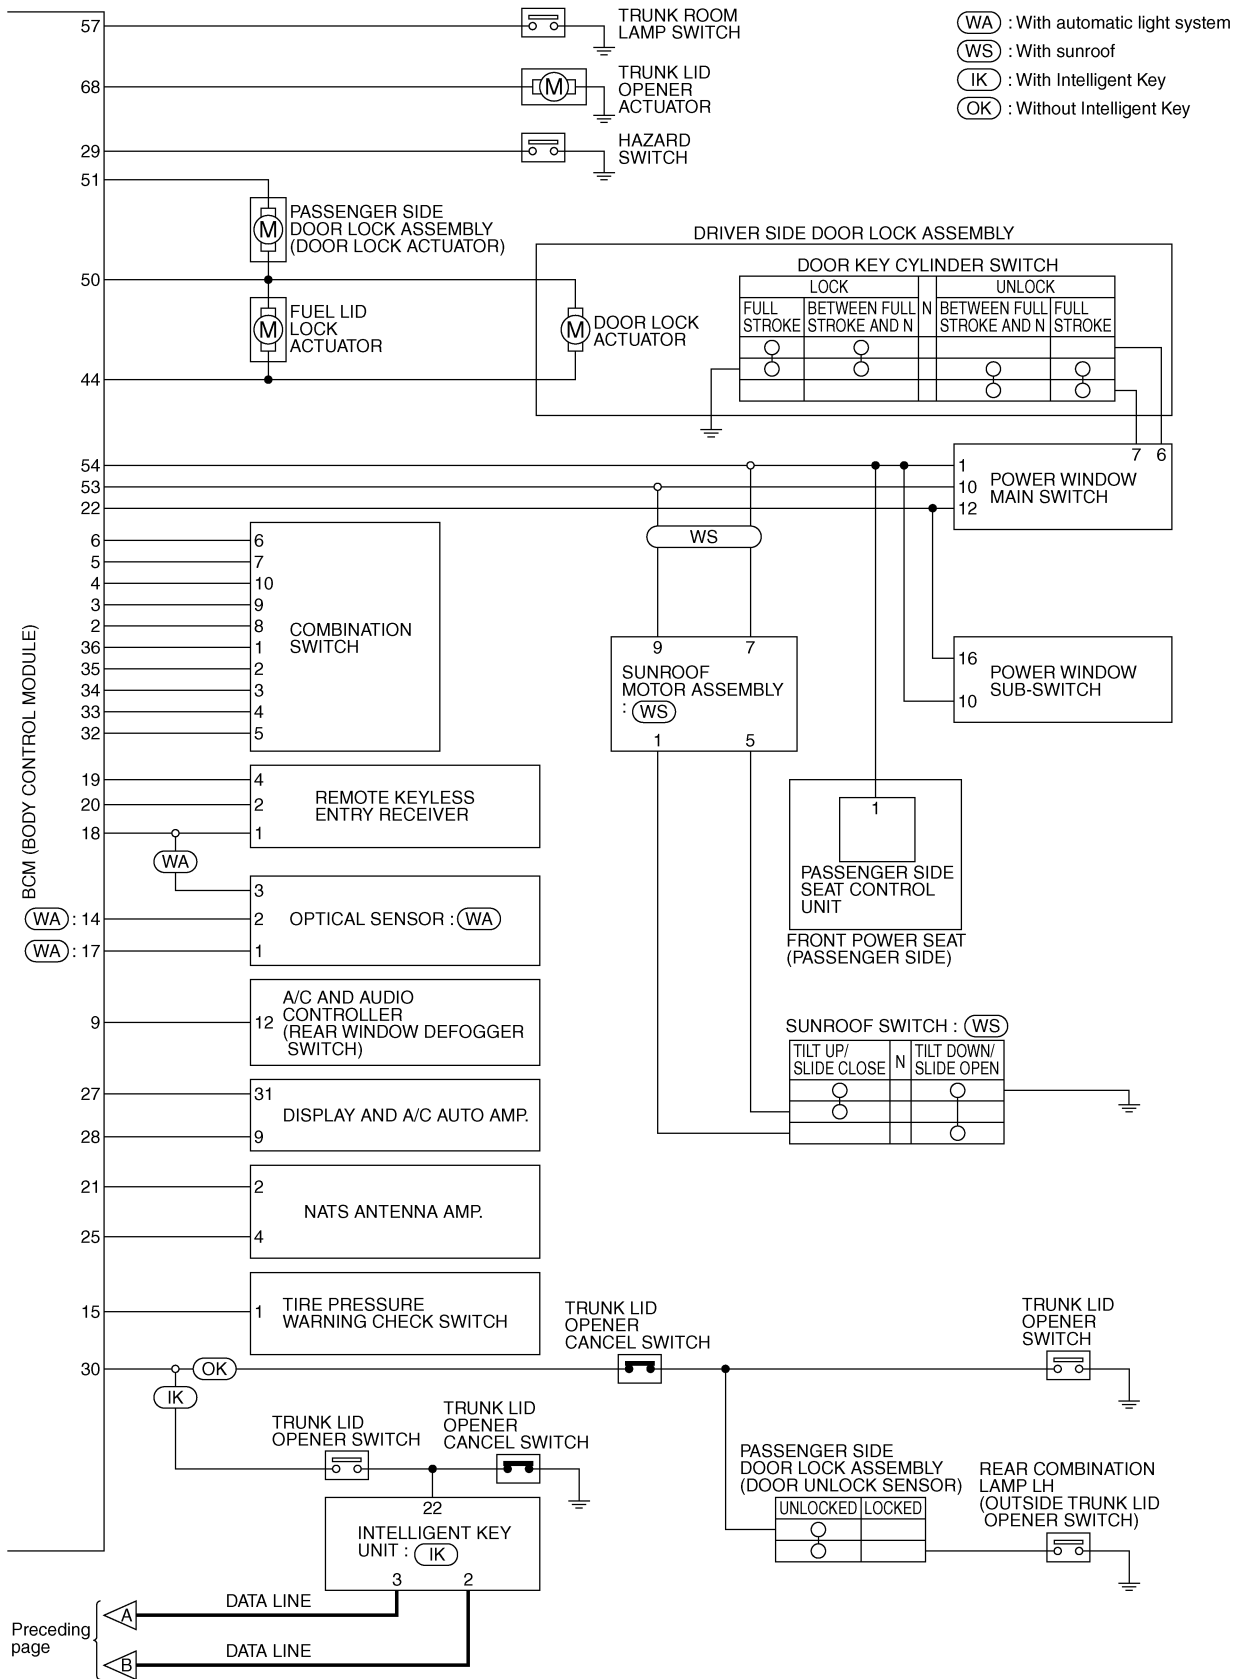 57
TRUNK ROOM
LAMP SWITCH
WA : With automatic light system
WS : With sunroof
IK : With Intelligent Key
OK : Without Intelligent Key
68
M
TRUNK LID
OPENER
ACTUATOR
29
HAZARD
SWITCH
51
M
PASSENGER SIDE
DOOR LOCK ASSEMBLY
(DOOR LOCK ACTUATOR)
50
M
FUEL LID
LOCK
ACTUATOR
44
DRIVER SIDE DOOR LOCK ASSEMBLY
M
DOOR LOCK
ACTUATOR
DOOR KEY CYLINDER SWITCH
LOCK
N
UNLOCK
FULL
STROKE
BETWEEN FULL
STROKE AND N
BETWEEN FULL
STROKE AND N
FULL
STROKE
54
53
22
7 6
1
10
12
POWER WINDOW
MAIN SWITCH
WS
BCM (BODY CONTROL MODULE)
6 6
5 7
4 10
3 9
2 8
36 1
35 2
34 3
33 4
32 5
COMBINATION
SWITCH
9 7
SUNROOF
MOTOR ASSEMBLY
: WS
1 5
16
10
POWER WINDOW
SUB-SWITCH
19 4
20 2
18 1
REMOTE KEYLESS
ENTRY RECEIVER
WA
3
WA : 14 2
WA : 17 1
OPTICAL SENSOR : WA
1
PASSENGER SIDE
SEAT CONTROL
UNIT
FRONT POWER SEAT
(PASSENGER SIDE)
9 12
A/C AND AUDIO
CONTROLLER
(REAR WINDOW DEFOGGER
SWITCH)
SUNROOF SWITCH : WS
TILT UP/
SLIDE CLOSE
N
TILT DOWN/
SLIDE OPEN
27 31
28 9
DISPLAY AND A/C AUTO AMP.
21 2
25 4
NATS ANTENNA AMP.
15 1
TIRE PRESSURE
WARNING CHECK SWITCH
30
OK
IK
TRUNK LID
OPENER
CANCEL SWITCH
TRUNK LID
OPENER
SWITCH
TRUNK LID
OPENER SWITCH
TRUNK LID
OPENER
CANCEL SWITCH
PASSENGER SIDE
DOOR LOCK ASSEMBLY
(DOOR UNLOCK SENSOR)
UNLOCKED LOCKED
REAR COMBINATION
LAMP LH
(OUTSIDE TRUNK LID
OPENER SWITCH)
22
INTELLIGENT KEY
UNIT : IK
3 2
Preceding
page
A
DATA LINE
B
DATA LINE